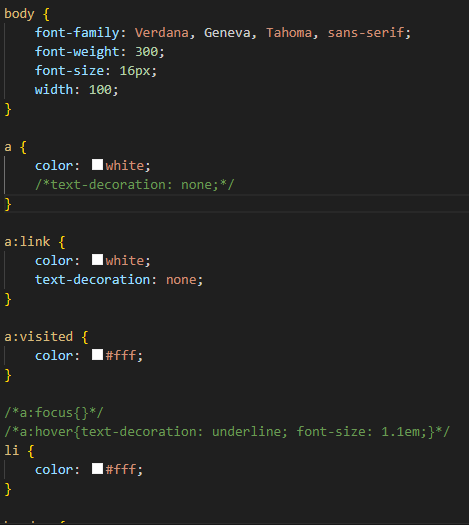 body {
font-family: Verdana, Geneva, Tahoma, sans-serif;
font-weight: 300;
font-size: 16px;
width: 100;
}
a {
color: white;
/*text-decoration: none;*/
}
a:link {
color: white;
text-decoration: none;
}
a:visited {
color: #fff;
}
/*a:focus{}*/
/*a:hover{text-decoration: underline; font-size: 1.1em;}*/
li {
color: #fff;
}